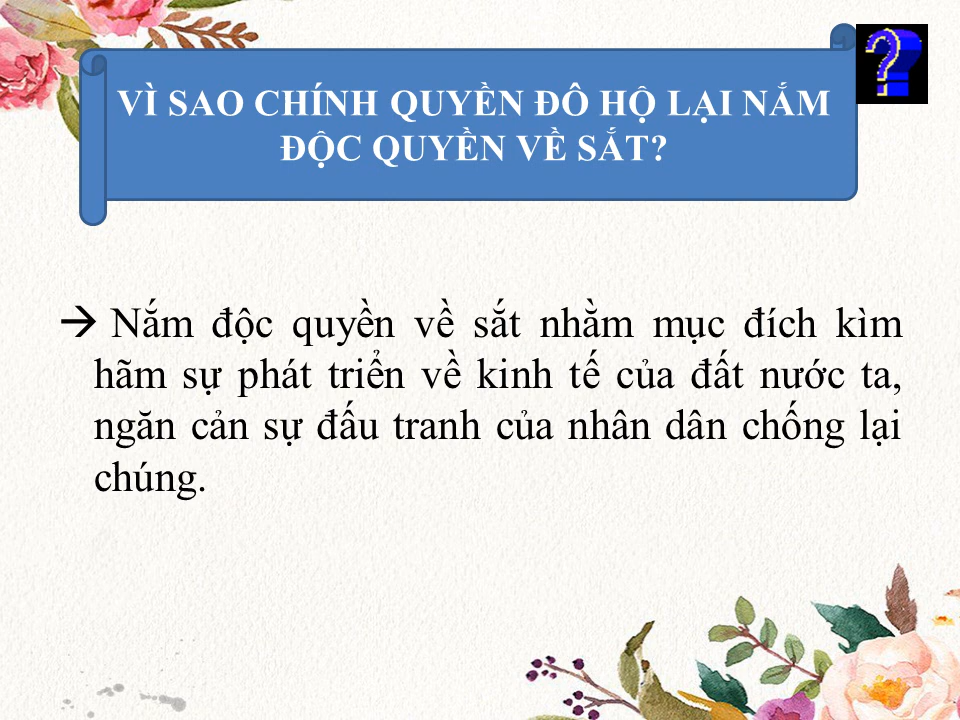 VÌ SAO CHÍNH QUYỀN ĐÔ HỘ LẠI NẮM
ĐỘC QUYỀN VỀ SẮT?
→ Nắm độc quyền về sắt nhằm mục đích kìm
hãm sự phát triển về kinh tế của đất nước ta,
ngăn cản sự đấu tranh của nhân dân chống lại
chúng.